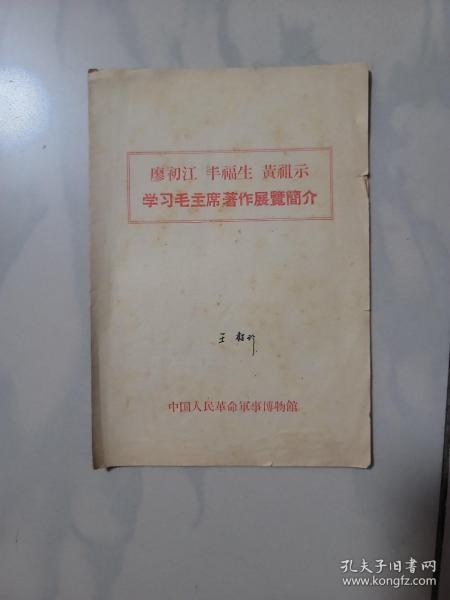 廖初江 丰福生 黃祖示
学习毛主席著作展覽簡介
中国人民革命軍事博物館
孔夫子旧书网
www.kongfz.com